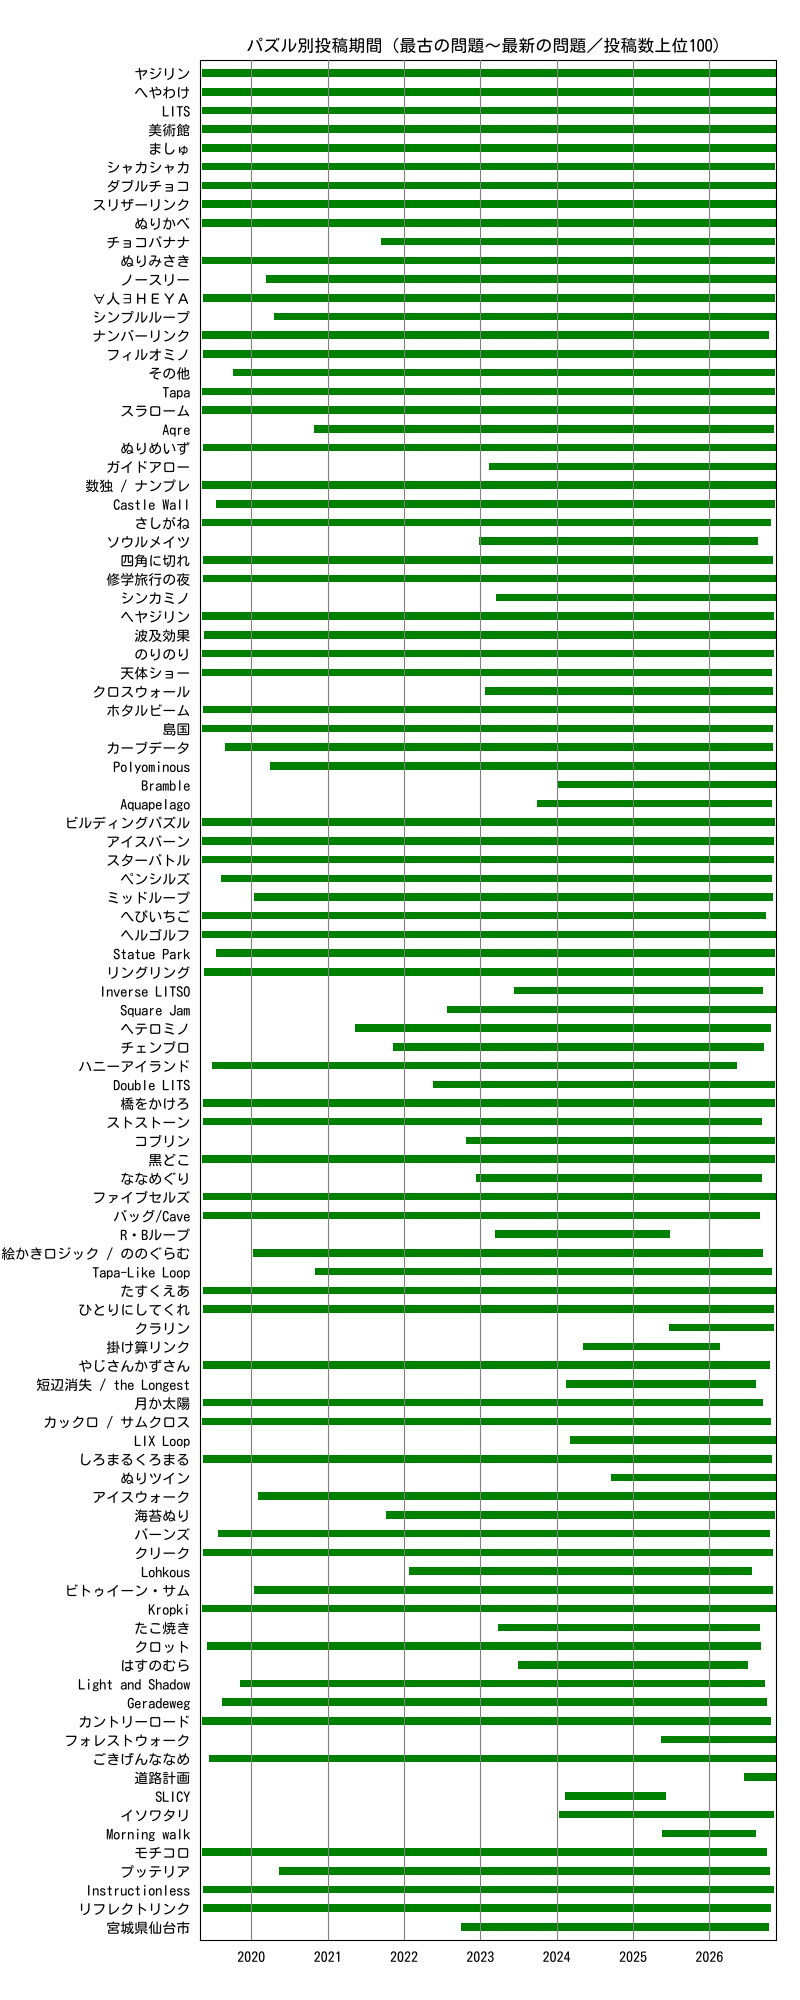 パズル別投稿期間（最古の問題～最新の問題／投稿数上位100）
ヤジリン
へやわけ
LITS
美術館
ましゅ
シャカシャカ
ダブルチョコ
スリザーリンク
ぬりかべ
チョコバナナ
ぬりみさき
ノースリー
∀人∃ＨＥＹＡ
シンプルループ
ナンバーリンク
フィルオミノ
その他
Tapa
スラローム
Aqre
ぬりめいず
ガイドアロー
数独 / ナンプレ
Castle Wall
さしがね
ソウルメイツ
四角に切れ
修学旅行の夜
シンカミノ
ヘヤジリン
波及効果
のりのり
天体ショー
クロスウォール
ホタルビーム
島国
カーブデータ
Polyominous
Bramble
Aquapelago
ビルディングパズル
アイスバーン
スターバトル
ペンシルズ
ミッドループ
へびいちご
ヘルゴルフ
Statue Park
リングリング
Inverse LITSO
Square Jam
ヘテロミノ
チェンブロ
ハニーアイランド
Double LITS
橋をかけろ
ストストーン
コブリン
黒どこ
ななめぐり
ファイブセルズ
バッグ/Cave
R・Bループ
絵かきロジック / ののぐらむ
Tapa-Like Loop
たすくえあ
ひとりにしてくれ
クラリン
掛け算リンク
やじさんかずさん
短辺消失 / the Longest
月か太陽
カックロ / サムクロス
LIX Loop
しろまるくろまる
ぬりツイン
アイスウォーク
海苔ぬり
バーンズ
クリーク
Lohkous
ビトゥイーン・サム
Kropki
たこ焼き
クロット
はすのむら
Light and Shadow
Geradeweg
カントリーロード
フォレストウォーク
ごきげんななめ
道路計画
SLICY
イソワタリ
Morning walk
モチコロ
プッテリア
Instructionless
リフレクトリンク
宮城県仙台市
2020 2021 2022 2023 2024 2025 2026